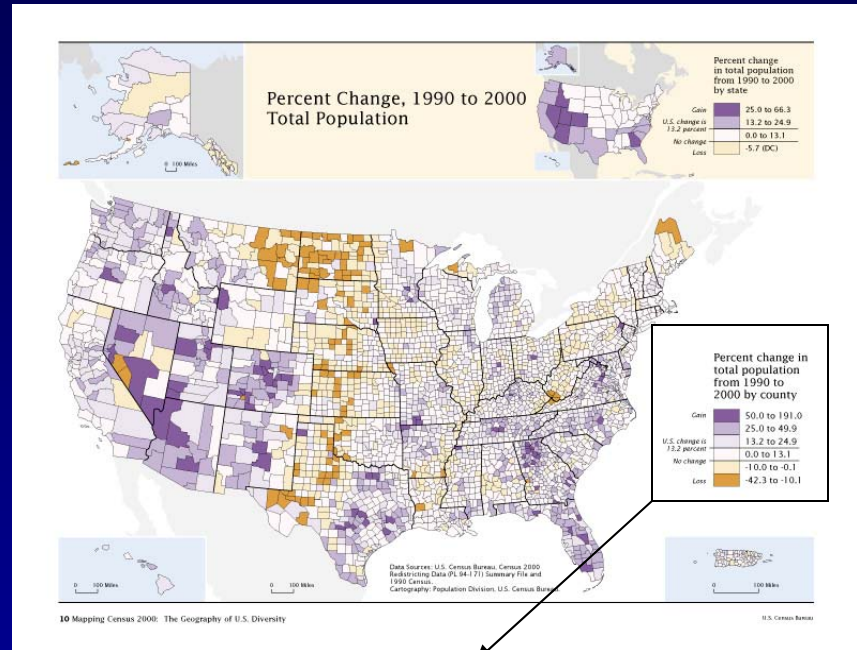 Percent Change, 1990 to 2000
Total Population
Percent change
in total population
from 1990 to 2000
by state
Gain
25.0 to 66.3
U.S. change is
13.2 percent
13.2 to 24.9
0.0 to 13.1
No change
Loss
-5.7 (DC)
0 100 Miles
Percent change in
total population
from 1990 to
2000 by county
Gain
50.0 to 191.0
25.0 to 49.9
U.S. change is
13.2 percent
13.2 to 24.9
0.0 to 13.1
No change
-10.0 to -0.1
Loss
-42.3 to -10.1
0 100 Miles
0 100 Miles
0 100 Miles
Data Sources: U.S. Census Bureau, Census 2000
Redistricting Data (PL 94-171) Summary File and
1990 Census.
Cartography: Population Division, U.S. Census Bureau.
10 Mapping Census 2000: The Geography of U.S. Diversity
U.S. Census Bureau